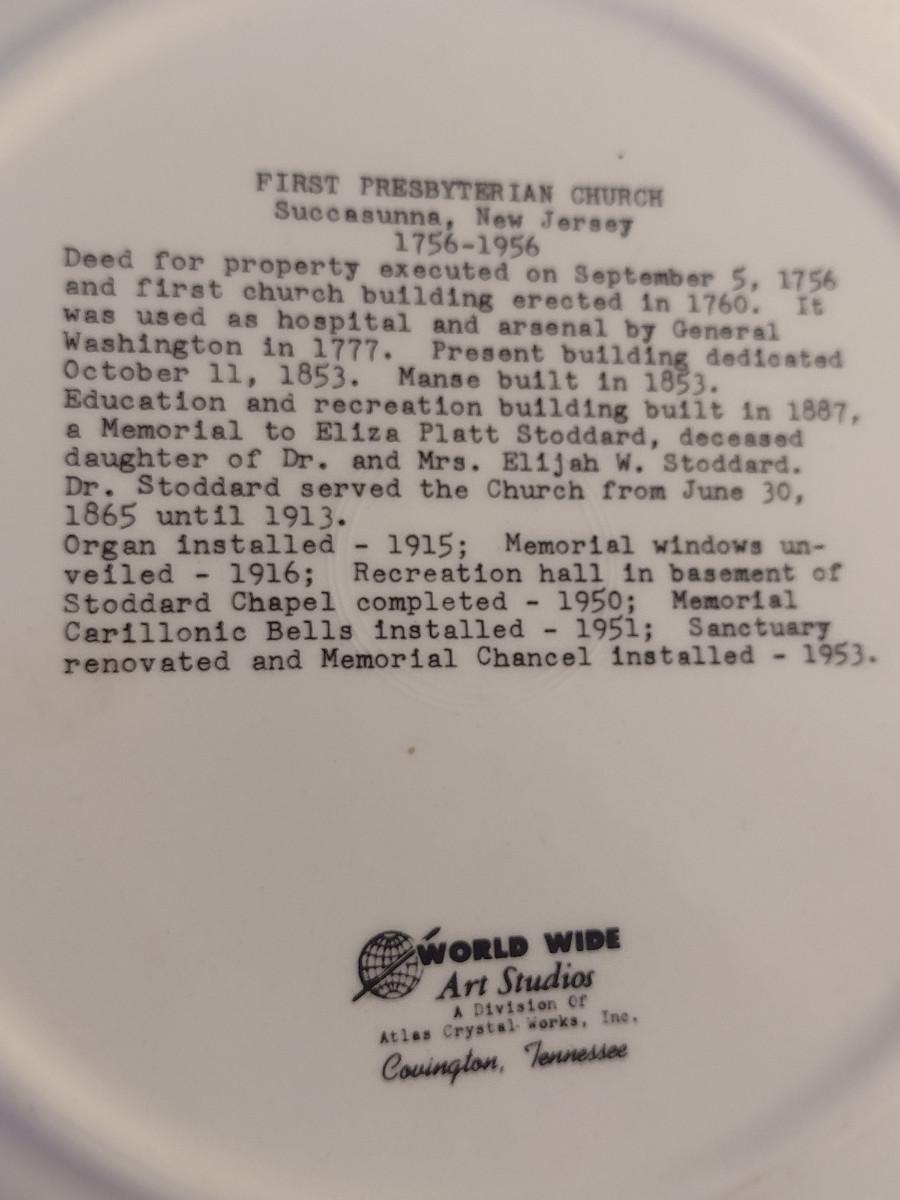 FIRST PRESBYTERIAN CHURCH
Succasunna, New Jersey
1756-1956
Deed for property executed on September 5, 1756
and first church building erected in 1760.  It
was used as hospital and arsenal by General
Washington in 1777.  Present building dedicated
October 11, 1853.  Manse built in 1853.
Education and recreation building built in 1887,
a Memorial to Eliza Platt Stoddard, deceased
daughter of Dr. and Mrs. Elijah W. Stoddard.
Dr. Stoddard served the Church from June 30,
1865 until 1913.
Organ installed - 1915;  Memorial windows un-
veiled - 1916;  Recreation hall in basement of
Stoddard Chapel completed - 1950;  Memorial
Carillonic Bells installed - 1951;  Sanctuary
renovated and Memorial Chancel installed - 1953.
WORLD WIDE
Art Studios
A Division Of
Atlas Crystal Works, Inc.
Covington, Tennessee